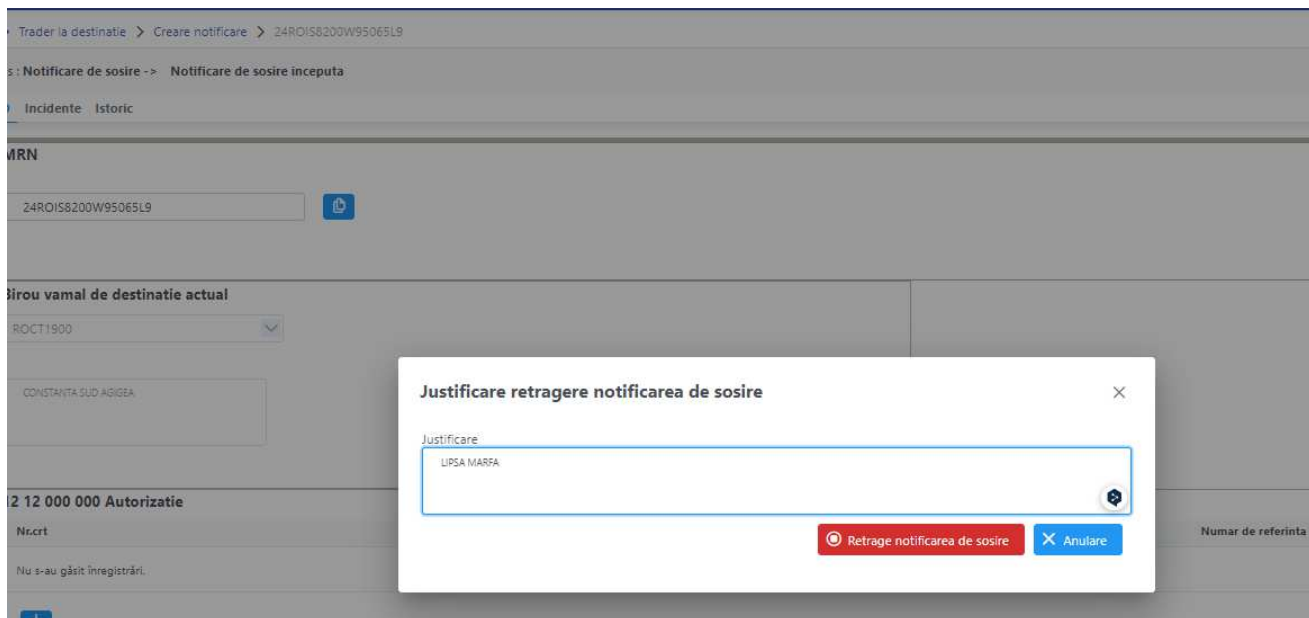 Trader la destinatie > Creare notificare > 24ROIS8200W95065L9
s : Notificare de sosire -> Notificare de sosire inceputa
Incidente Istoric
MRN
24ROIS8200W95065L9
Birou vamal de destinatie actual
ROCT1900
CONSTANTA SUD AGIGEA
Justificare retragere notificarea de sosire
Justificare
LIPSA MARFA
Retrage notificarea de sosire Anulare
12 12 000 000 Autorizatie
Nr.crt Numar de referinta
Nu s-au găsit înregistrări.